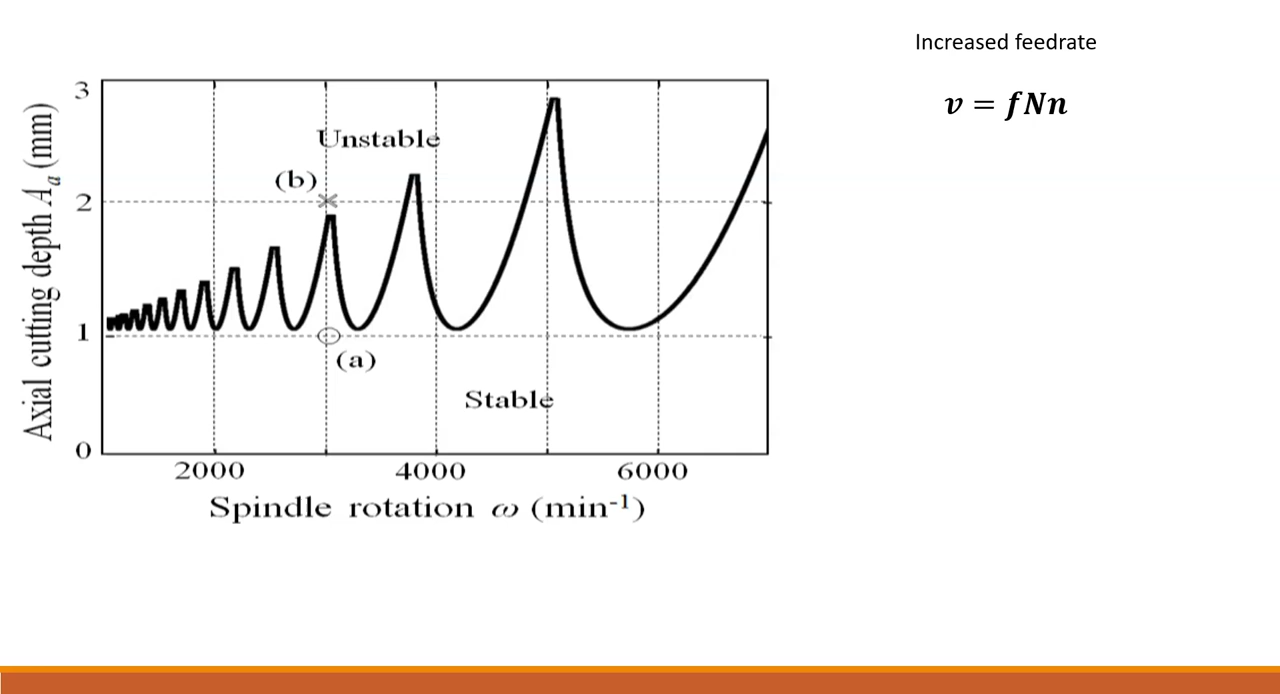 Increased feedrate
v = fNn
3
Unstable
(b)
2
Axial cutting depth Aa (mm)
1
(a)
Stable
0
2000 4000 6000
Spindle rotation ω (min-1)